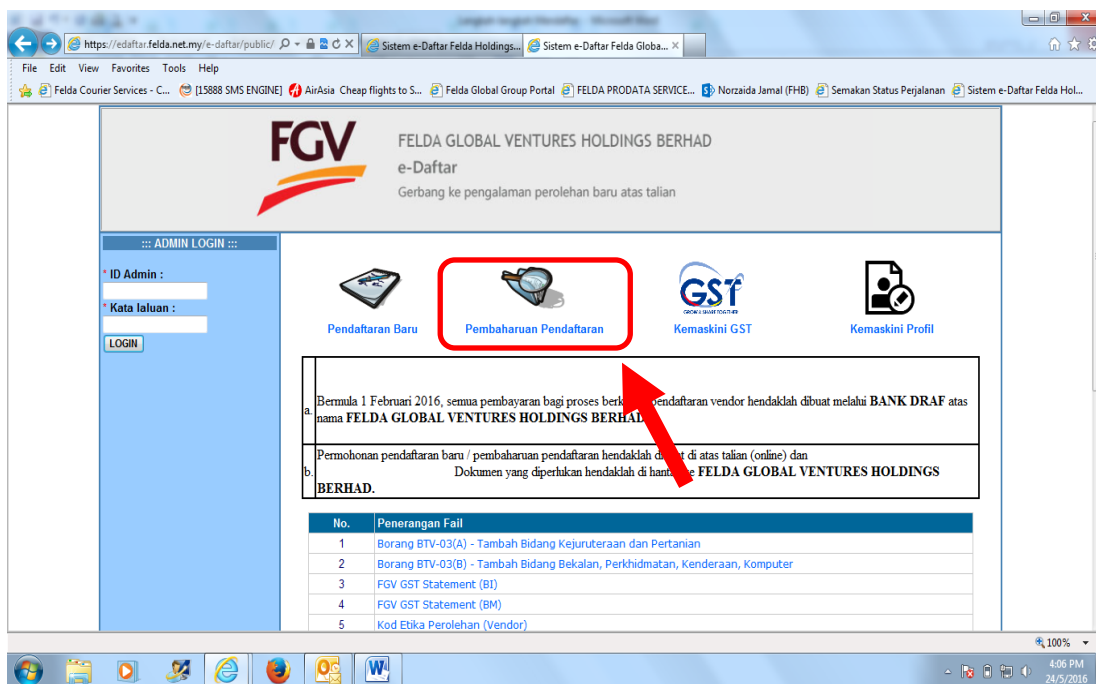 https://edaftar.felda.net.my/e-daftar/public/
Sistem e-Daftar Felda Holdings...
Sistem e-Daftar Felda Globa...
File Edit View Favorites Tools Help
Felda Courier Services - C... [15888 SMS ENGINE] AirAsia Cheap flights to S... Felda Global Group Portal FELDA PRODATA SERVICE... Norzaida Jamal (FHB) Semakan Status Perjalanan Sistem e-Daftar Felda Hol...
FGV
FELDA GLOBAL VENTURES HOLDINGS BERHAD
e-Daftar
Gerbang ke pengalaman perolehan baru atas talian
::: ADMIN LOGIN :::
* ID Admin :
* Kata laluan :
LOGIN
GST
Pendaftaran Baru
Pembaharuan Pendaftaran
Kemaskini GST
Kemaskini Profil
a. Bermula 1 Februari 2016, semua pembayaran bagi proses pendaftaran vendor hendaklah dibuat melalui BANK DRAF atas
nama FELDA GLOBAL VENTURES HOLDINGS BERHAD
Permohonan pendaftaran baru / pembaharuan pendaftaran hendaklah di atas talian (online) dan
b. Dokumen yang diperlukan hendaklah di FELDA GLOBAL VENTURES HOLDINGS
BERHAD.
No. Penerangan Fail
1 Borang BTV-03(A) - Tambah Bidang Kejuruteraan dan Pertanian
2 Borang BTV-03(B) - Tambah Bidang Bekalan, Perkhidmatan, Kenderaan, Komputer
3 FGV GST Statement (BI)
4 FGV GST Statement (BM)
5 Kod Etika Perolehan (Vendor)
100%
4:06 PM
24/5/2016